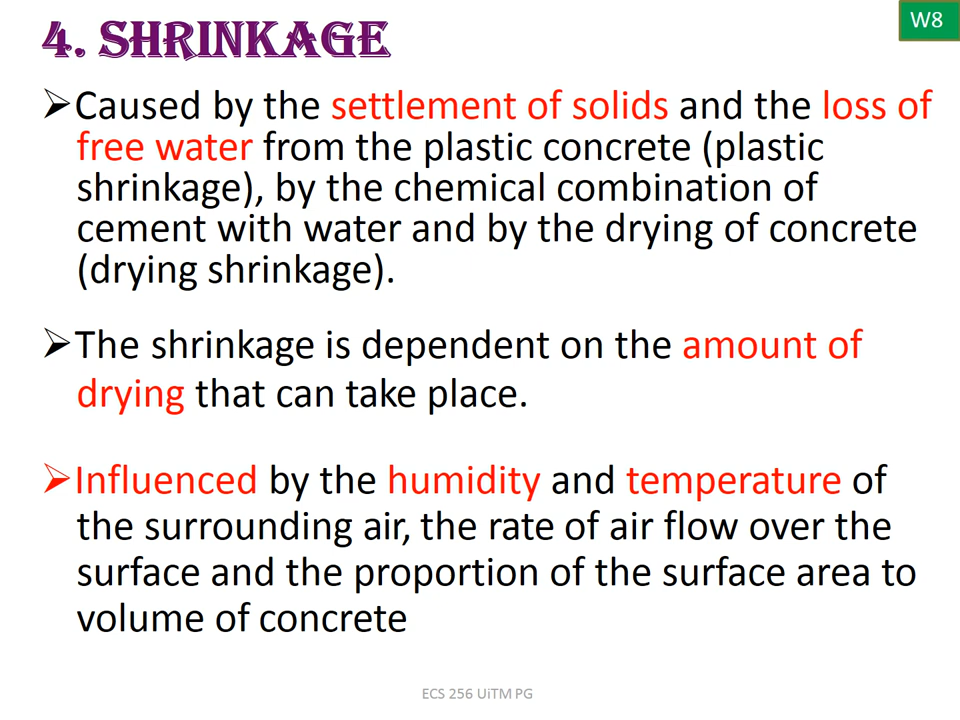 W8
4. SHRINKAGE
➢Caused by the settlement of solids and the loss of
free water from the plastic concrete (plastic
shrinkage), by the chemical combination of
cement with water and by the drying of concrete
(drying shrinkage).
➢The shrinkage is dependent on the amount of
drying that can take place.
➢Influenced by the humidity and temperature of
the surrounding air, the rate of air flow over the
surface and the proportion of the surface area to
volume of concrete
ECS 256 UiTM PG